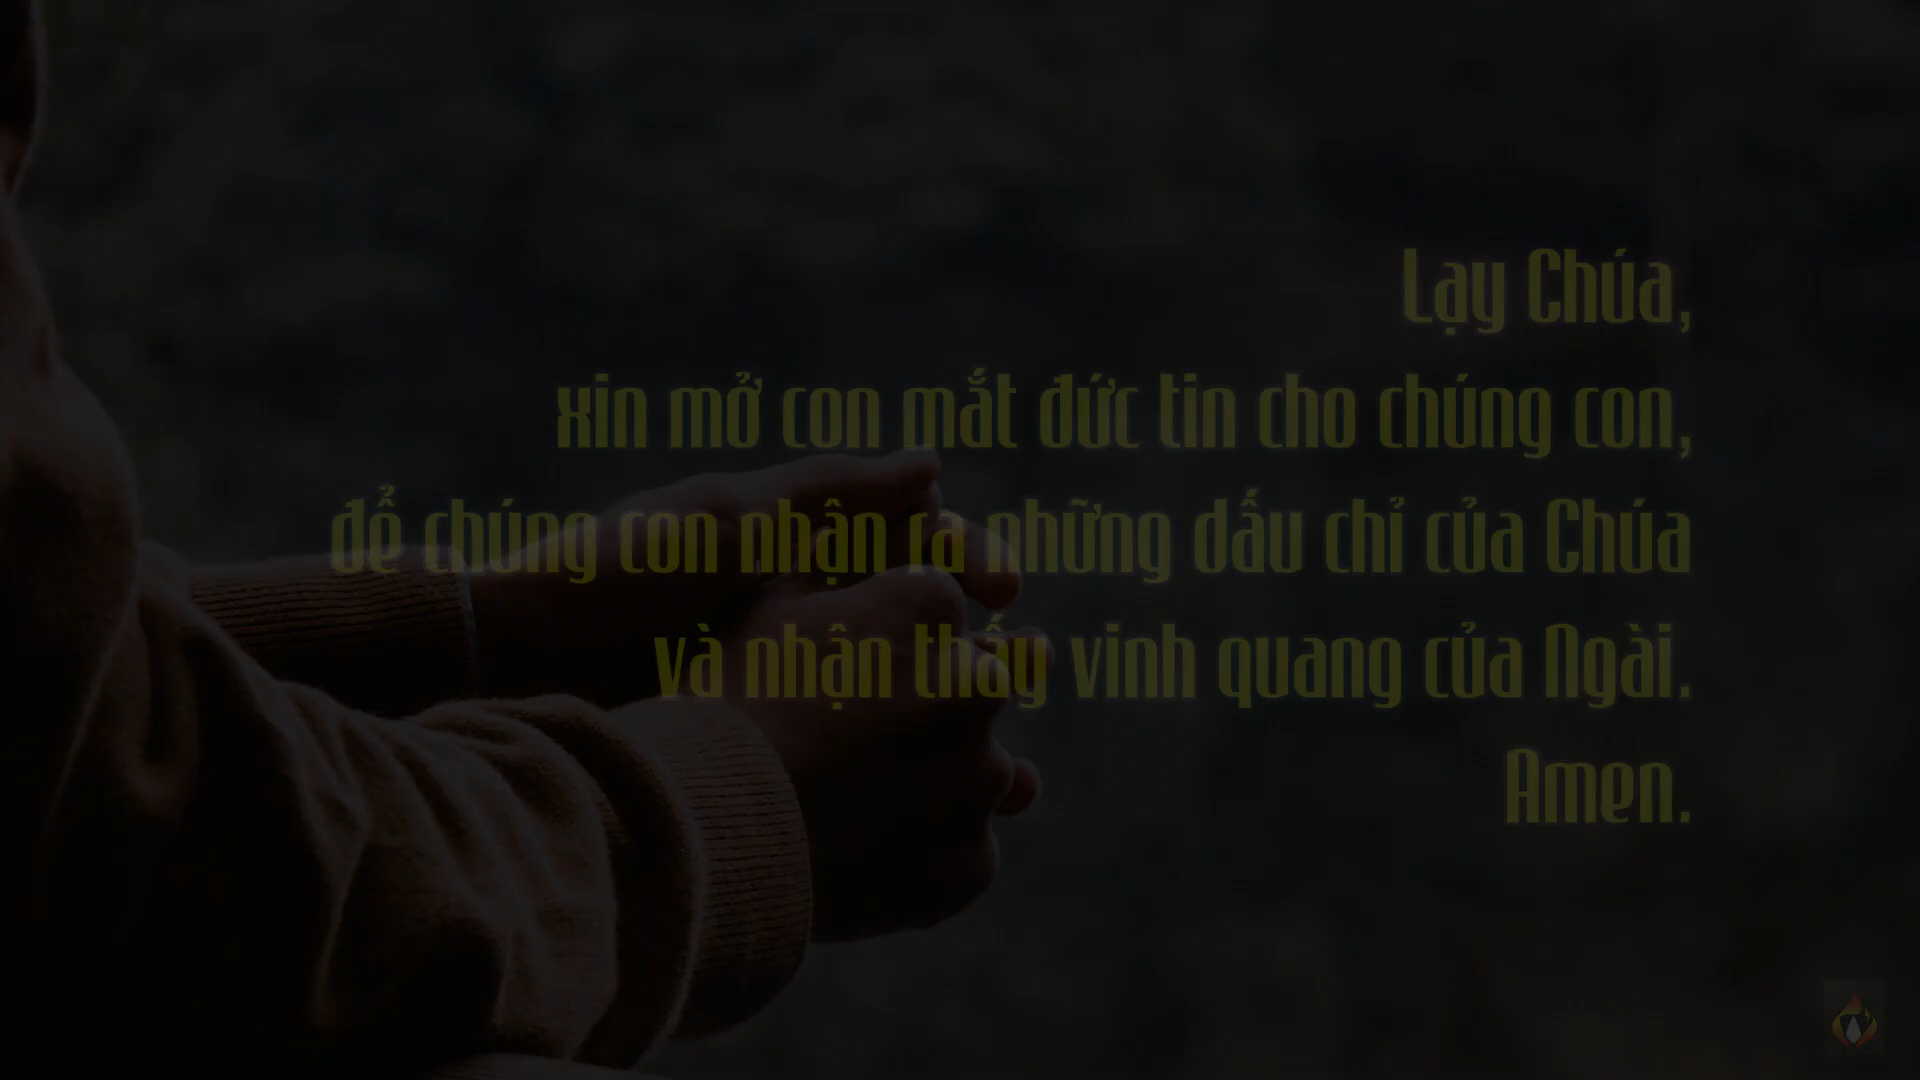 Lạy Chúa,
xin mở con mắt đức tin cho chúng con,
để chúng con nhận ra những dấu chỉ của Chúa
và nhận thấy vinh quang của Ngài.
Amen.